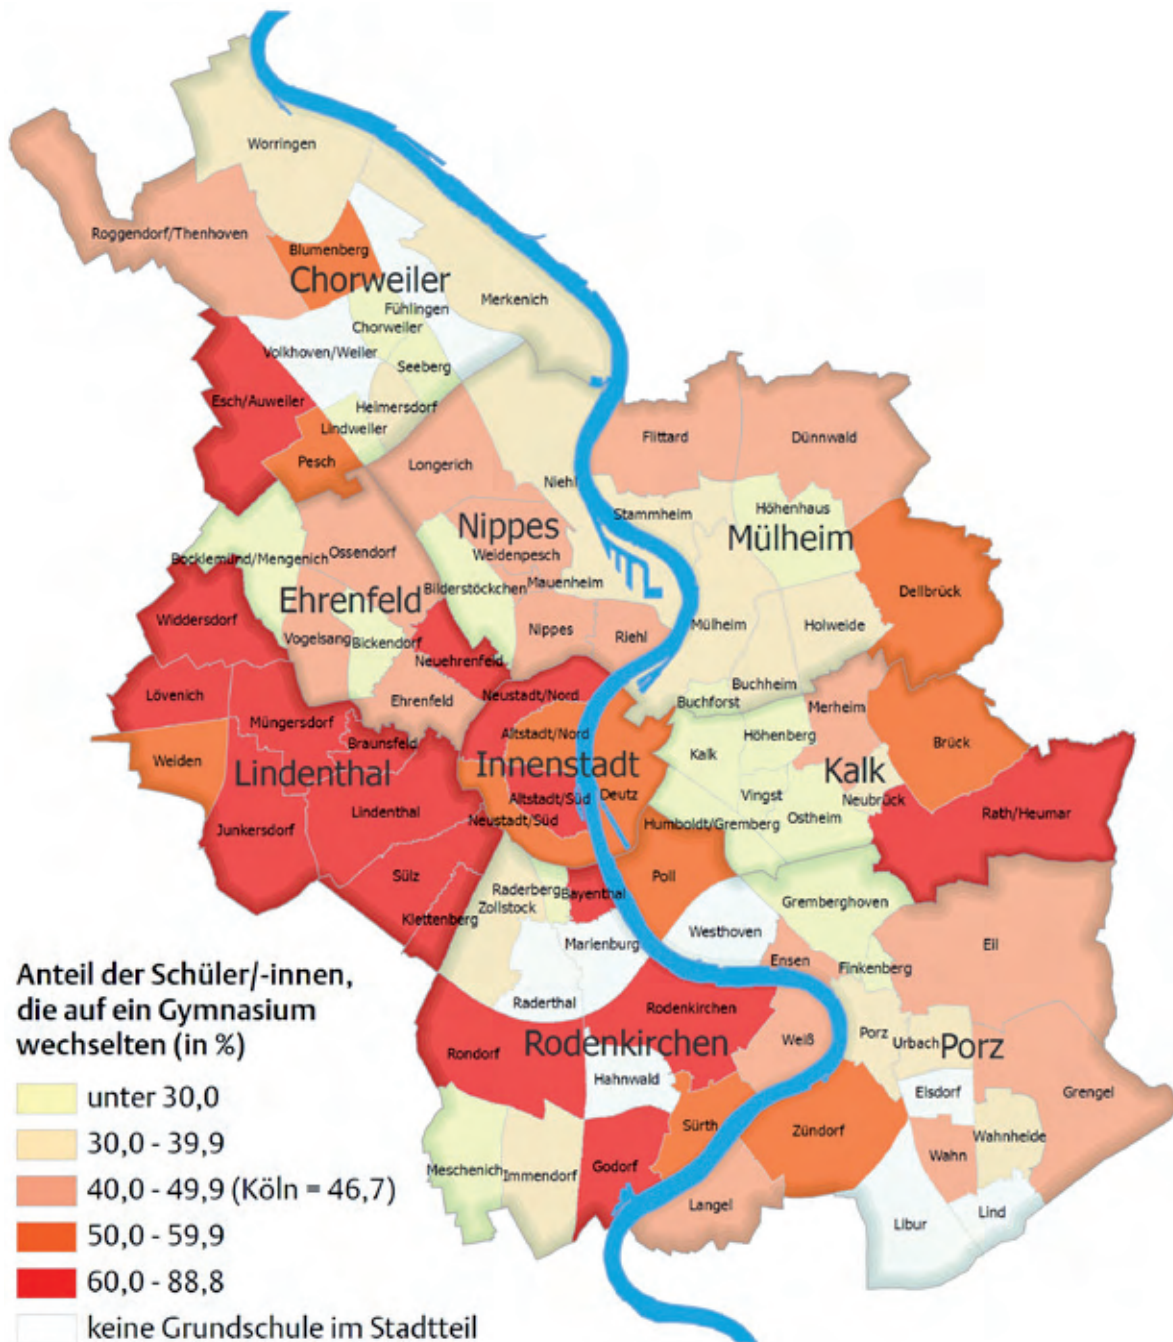 Worringen
Roggendorf/Thenhoven
Blumenberg
Chorweiler
Fühlingen
Merkenich
Chorweiler
Volkhoven/Weiler
Seeberg
Esch/Auweiler
Heimersdorf
Lindweiler
Pesch
Longerich
Flittard
Dünnwald
Niehl
Stammheim
Höhenhaus
Nippes
Mülheim
Weidenpesch
Bocklemünd/Mengenich
Ossendorf
Mauenheim
Bilderstöckchen
Dellbrück
Ehrenfeld
Widdersdorf
Vogelsang
Bickendorf
Nippes
Riehl
Mülheim
Holweide
Neuehrenfeld
Buchheim
Lövenich
Ehrenfeld
Neustadt/Nord
Buchforst
Merheim
Müngersdorf
Braunsfeld
Altstadt/Nord
Höhenberg
Brück
Weiden
Lindenthal
Innenstadt
Kalk
Kalk
Deutz
Vingst
Neubrück
Lindenthal
Altstadt/Süd
Junkersdorf
Neustadt/Süd
Humboldt/Gremberg
Ostheim
Rath/Heumar
Sülz
Raderberg
Bayenthal
Poll
Zollstock
Gremberghoven
Klettenberg
Marienburg
Westhoven
Eil
Ensen
Finkenberg
Raderthal
Rodenkirchen
Rondorf
Rodenkirchen
Weiß
Porz
Urbach
Porz
Hahnwald
Elsdorf
Grengel
Sürth
Zündorf
Wahnheide
Wahn
Meschenich
Immendorf
Godorf
Langel
Libur
Lind
Anteil der Schüler/-innen,
die auf ein Gymnasium
wechselten (in %)
unter 30,0
30,0 - 39,9
40,0 - 49,9 (Köln = 46,7)
50,0 - 59,9
60,0 - 88,8
keine Grundschule im Stadtteil